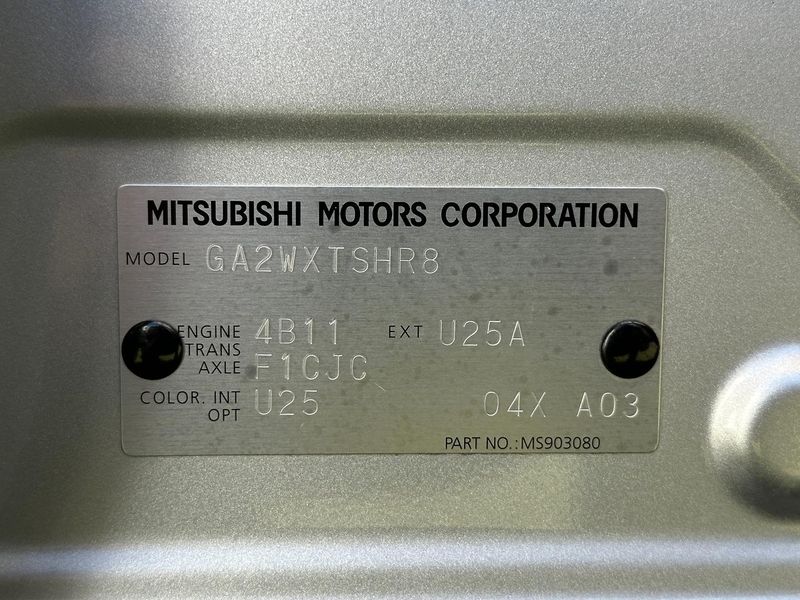 MITSUBISHI MOTORS CORPORATION
MODEL GA2WXTSHR8
ENGINE 4B11 EXT U25A
TRANS
AXLE F1CJC
COLOR. INT U25 04X A03
OPT
PART NO.:MS903080